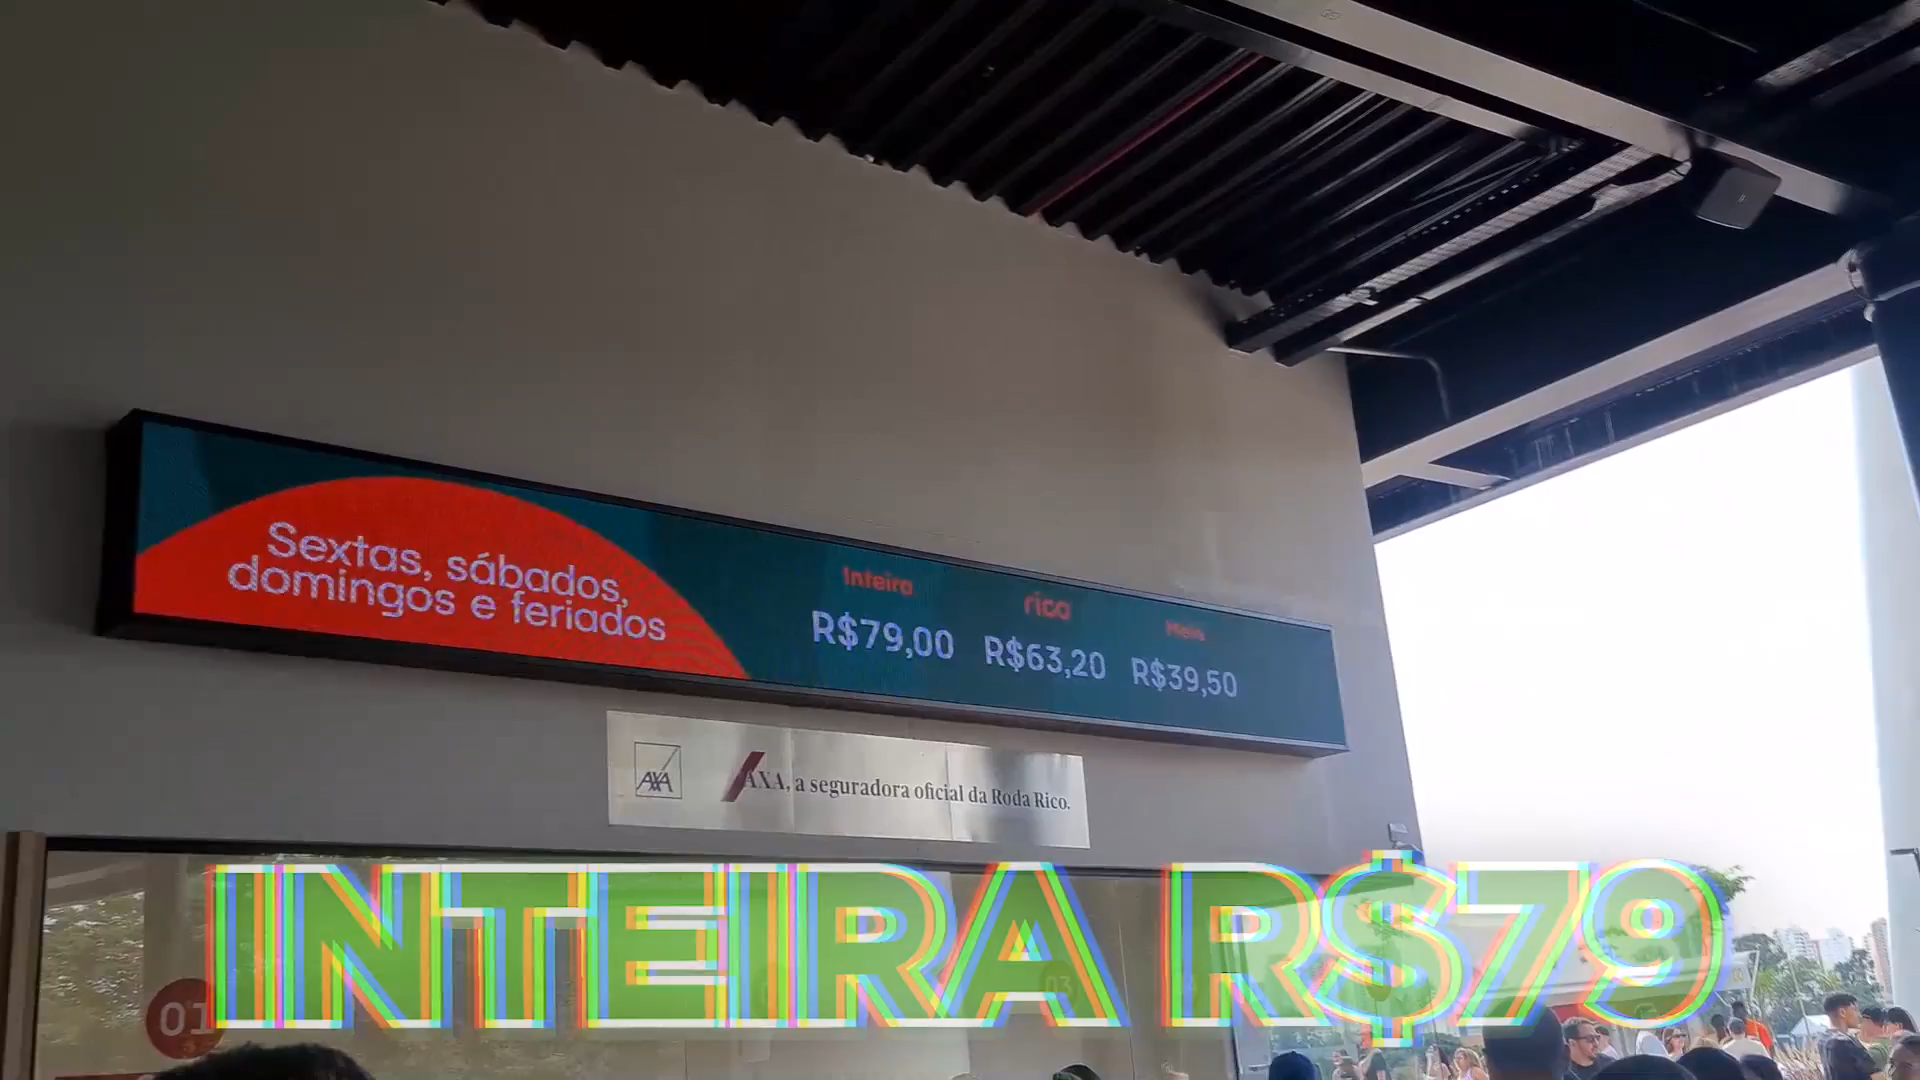 Sextas, sábados,
domingos e feriados
Inteira
R$79,00
rico
R$63,20
Meia
R$39,50
AXA
AXA, a seguradora oficial da Roda Rico.
INTEIRA R$79
01
03